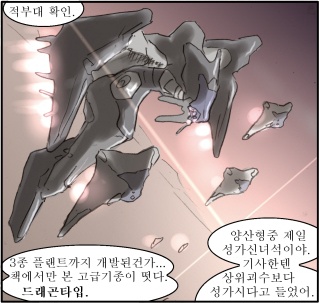 적부대 확인.
3종 플랜트까지 개발된건가...
책에서만 본 고급기종이 떳다.
드래곤타입.
양산형중 제일
성가신녀석이야.
기사한텐
상위괴수보다
성가시다고 들었어.